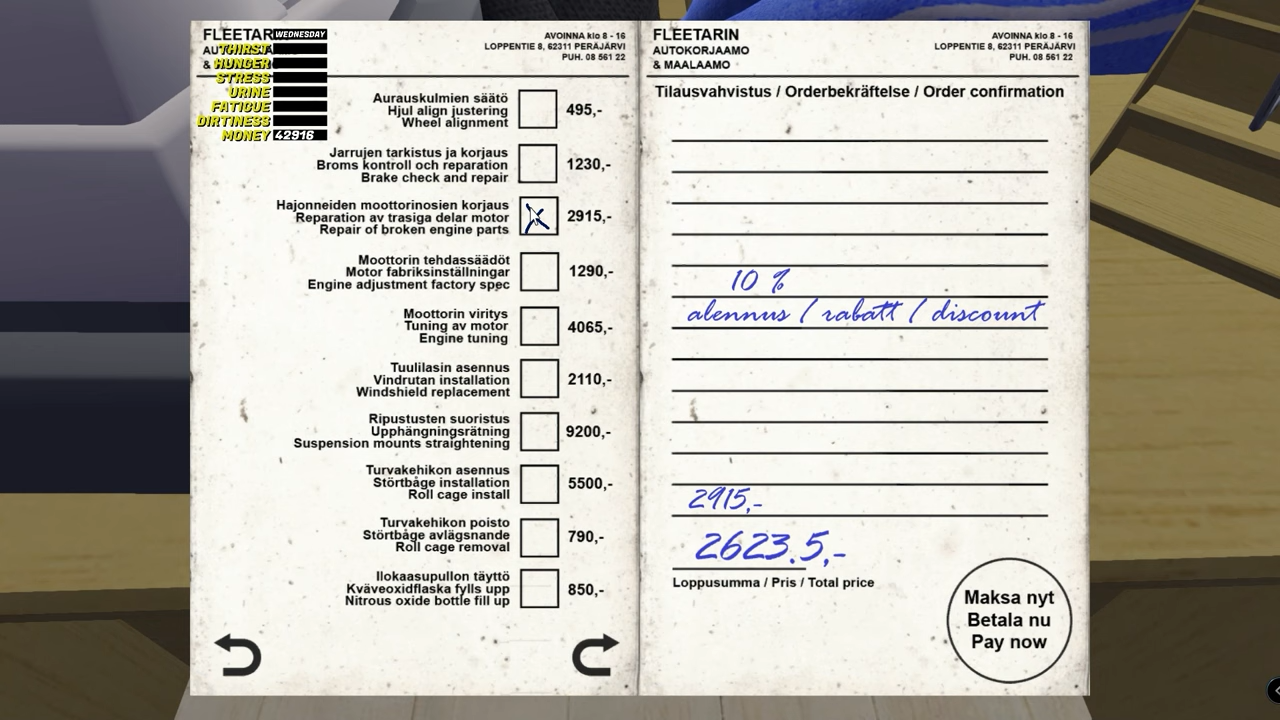 FLEETARIN
WEDNESDAY
AVOINNA klo 8 - 16
LOPPENTIE 8, 62311 PERÄJÄRVI
PUH. 08 561 22
THIRST
HUNGER
STRESS
URINE
FATIGUE
DIRTINESS
MONEY 42916
Aurauskulmien säätö
Hjul align justering
Wheel alignment
495,-
Jarrujen tarkistus ja korjaus
Broms kontroll och reparation
Brake check and repair
1230,-
Hajonneiden moottorinosien korjaus
Reparation av trasiga delar motor
Repair of broken engine parts
2915,-
Moottorin tehdassäädöt
Motor fabriksinställningar
Engine adjustment factory spec
1290,-
Moottorin viritys
Tuning av motor
Engine tuning
4065,-
Tuulilasin asennus
Vindrutan installation
Windshield replacement
2110,-
Ripustusten suoristus
Upphängningsrätning
Suspension mounts straightening
9200,-
Turvakehikon asennus
Störtbåge installation
Roll cage install
5500,-
Turvakehikon poisto
Störtbåge avlägsnande
Roll cage removal
790,-
Ilokaasupullon täyttö
Kväveoxidflaska fylls upp
Nitrous oxide bottle fill up
850,-
FLEETARIN
AUTOKORJAAMO
& MAALAAMO
AVOINNA klo 8 - 16
LOPPENTIE 8, 62311 PERÄJÄRVI
PUH. 08 561 22
Tilausvahvistus / Orderbekräftelse / Order confirmation
10 %
alennus / rabatt / discount
2915,-
2623.5,-
Loppusumma / Pris / Total price
Maksa nyt
Betala nu
Pay now